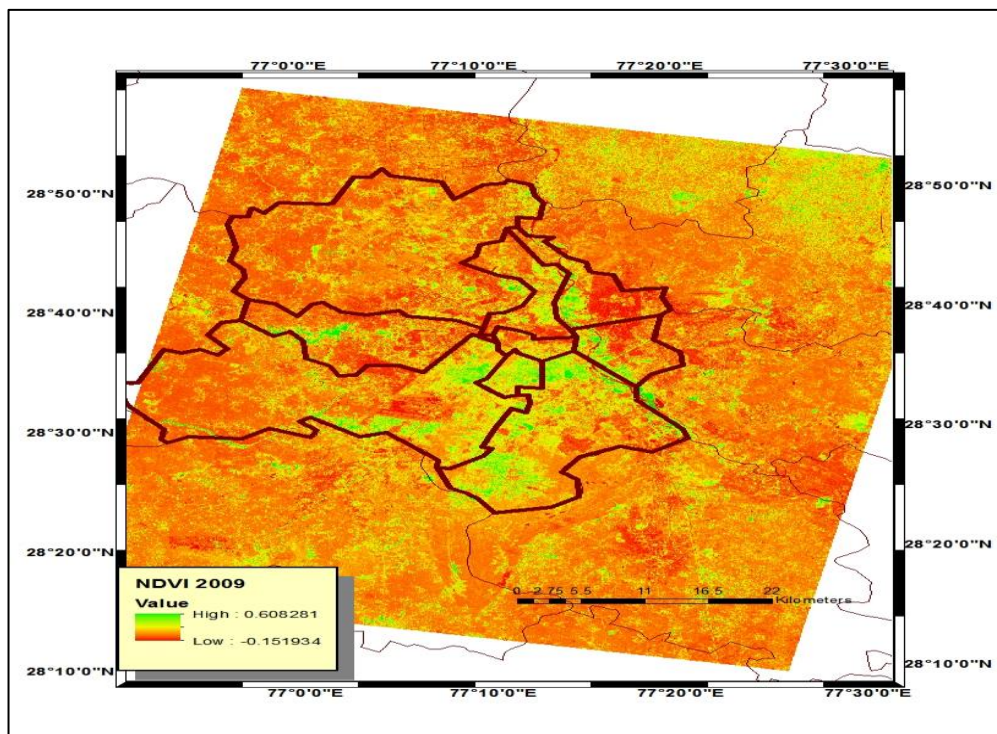 77°0'0"E 77°10'0"E 77°20'0"E 77°30'0"E
28°50'0"N 28°50'0"N
28°40'0"N 28°40'0"N
28°30'0"N 28°30'0"N
28°20'0"N 28°20'0"N
NDVI 2009
Value
High : 0.608281
Low : -0.151934
0 2.75 5.5 11 16.5 22
Kilometers
28°10'0"N 28°10'0"N
77°0'0"E 77°10'0"E 77°20'0"E 77°30'0"E